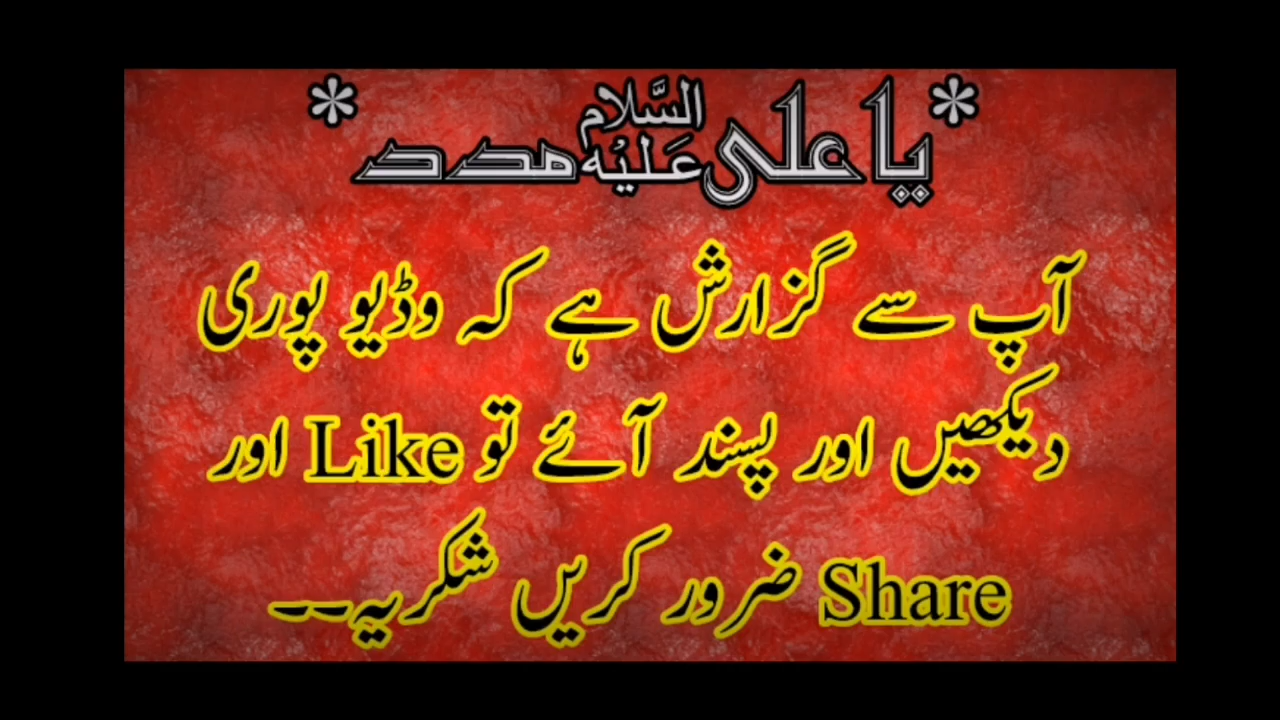 *یا علی علیہ السلام مدد*
آپ سے گزارش ہے کہ وڈیو پوری
دیکھیں اور پسند آئے تو Like اور
Share ضرور کریں شکریہ۔۔